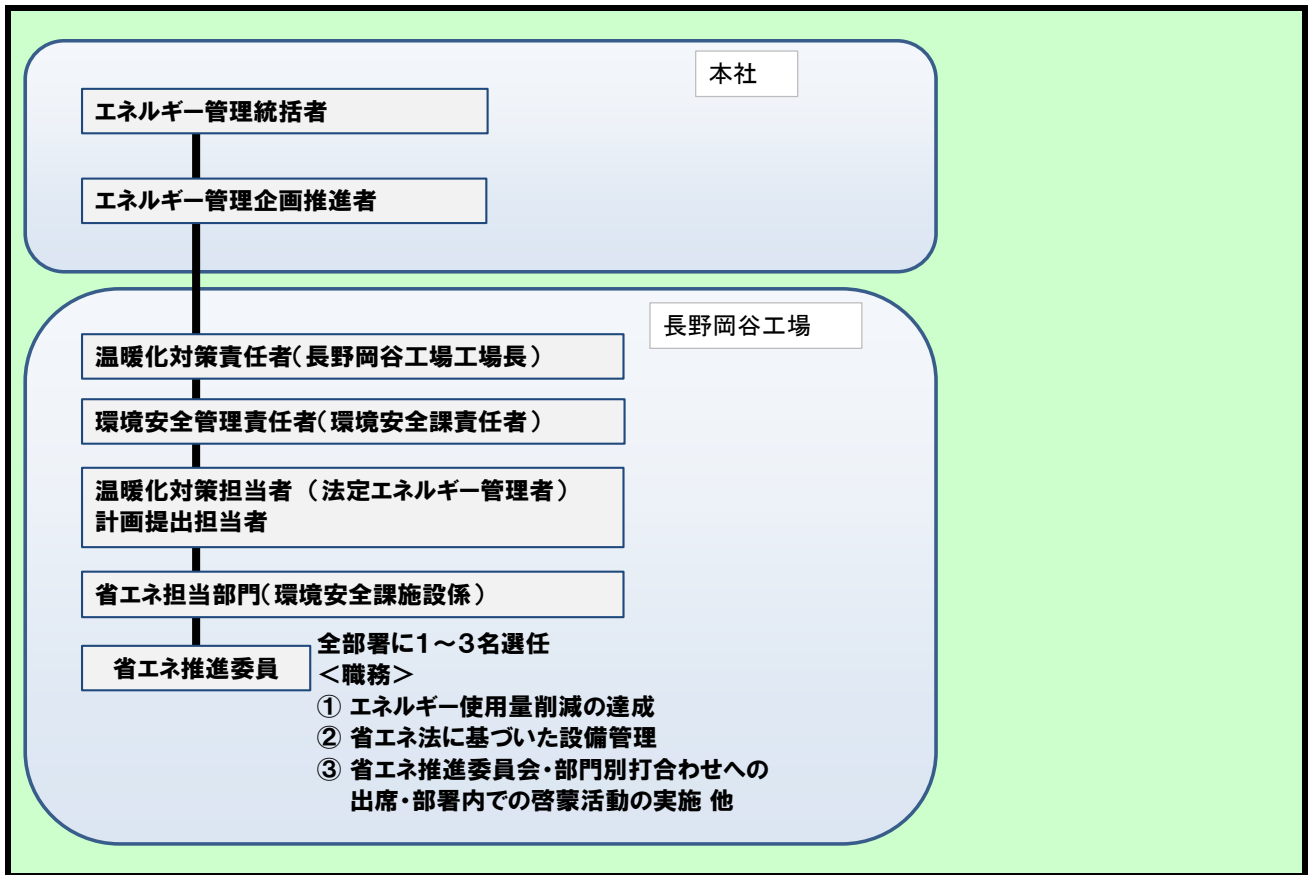 本社
エネルギー管理統括者
エネルギー管理企画推進者
長野岡谷工場
温暖化対策責任者(長野岡谷工場工場長)
環境安全管理責任者(環境安全課責任者)
温暖化対策担当者 (法定エネルギー管理者)
計画提出担当者
省エネ担当部門(環境安全課施設係)
省エネ推進委員
全部署に1~3名選任
<職務>
① エネルギー使用量削減の達成
② 省エネ法に基づいた設備管理
③ 省エネ推進委員会・部門別打合わせへの
出席・部署内での啓蒙活動の実施 他